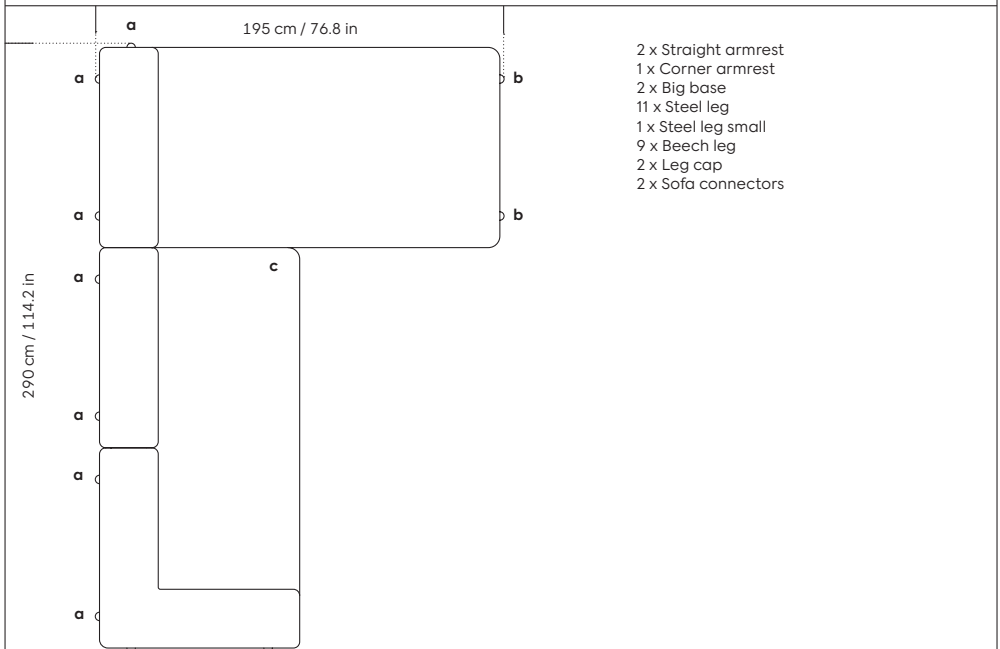 a
195 cm / 76.8 in
a
b
a
b
a
c
290 cm / 114.2 in
a
a
a
2 x Straight armrest
1 x Corner armrest
2 x Big base
11 x Steel leg
1 x Steel leg small
9 x Beech leg
2 x Leg cap
2 x Sofa connectors